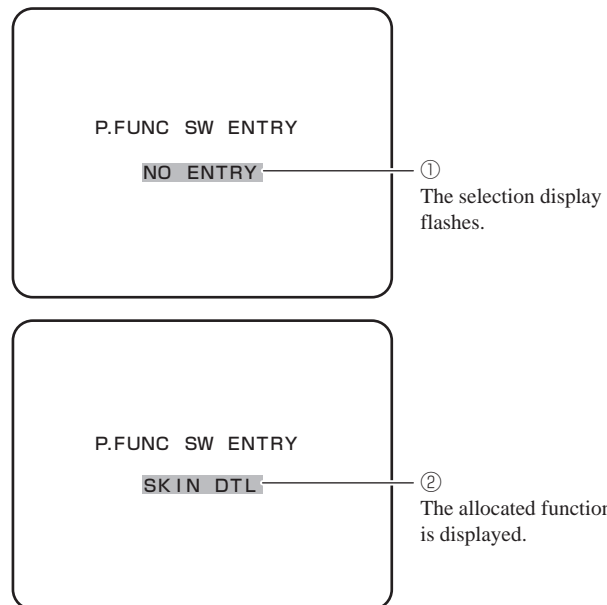 P.FUNC SW ENTRY
NO ENTRY
①
The selection display
flashes.
P.FUNC SW ENTRY
SKIN DTL
②
The allocated function
is displayed.